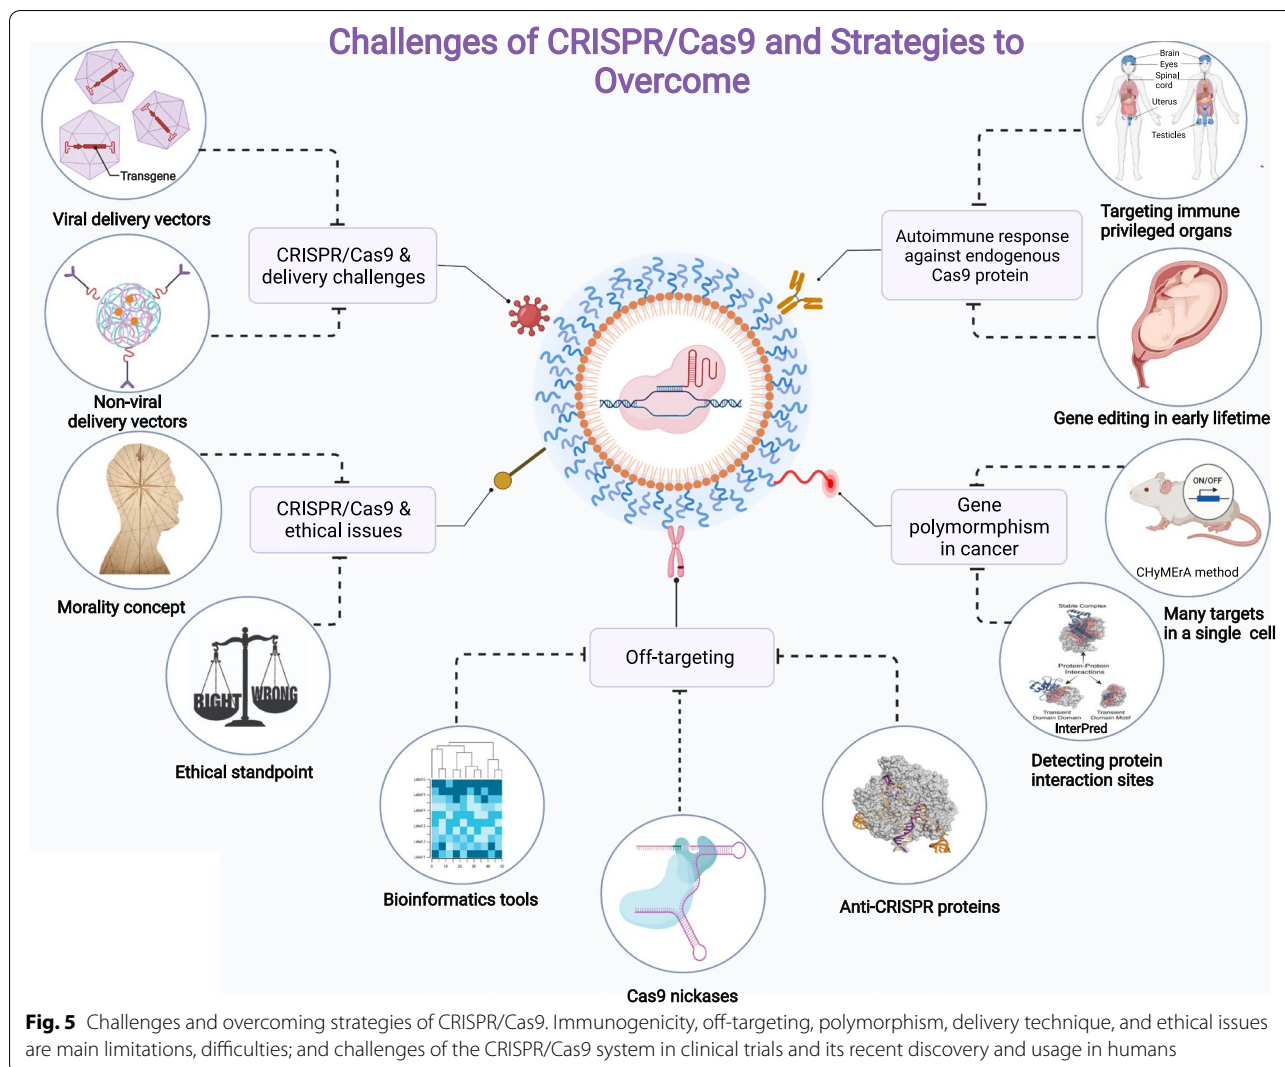 Challenges of CRISPR/Cas9 and Strategies to
Overcome
Transgene
Viral delivery vectors
CRISPR/Cas9 &
delivery challenges
Non-viral
delivery vectors
CRISPR/Cas9 &
ethical issues
Morality concept
RIGHT
WRONG
Ethical standpoint
Brain
Eyes
Spinal
cord
Uterus
Testicles
Targeting immune
privileged organs
Autoimmune response
against endogenous
Cas9 protein
Gene editing in early lifetime
Gene
polymormphism
in cancer
ON/OFF
CHyMErA method
Many targets
in a single cell
Stable Complex
Protein-Protein
Interactions
Transient
Domain Domain
Transient
Domain Motif
InterPred
Detecting protein
interaction sites
Off-targeting
Bioinformatics tools
Cas9 nickases
Anti-CRISPR proteins
Fig. 5 Challenges and overcoming strategies of CRISPR/Cas9. Immunogenicity, off-targeting, polymorphism, delivery technique, and ethical issues
are main limitations, difficulties; and challenges of the CRISPR/Cas9 system in clinical trials and its recent discovery and usage in humans